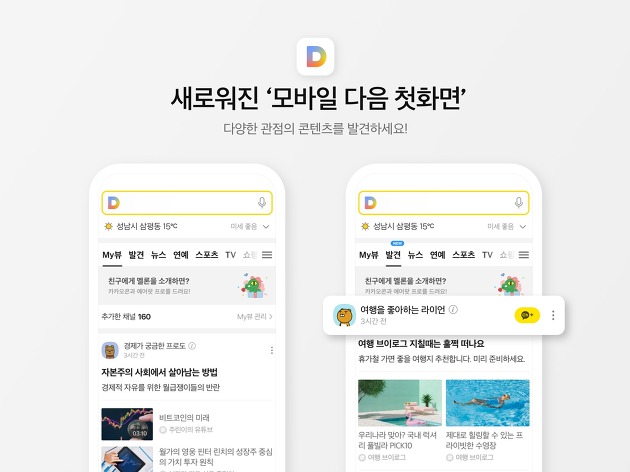 D
새로워진 ‘모바일 다음 첫화면’
다양한 관점의 콘텐츠를 발견하세요!
D
성남시 삼평동 15℃
미세 좋음
My뷰 발견 뉴스 연예 스포츠 TV 쇼핑
친구에게 멜론을 소개하면?
카카오콘과 에어팟 프로를 드려요!
추가한 채널 160
My뷰 관리 >
경제가 궁금한 프로도
3시간 전
자본주의 사회에서 살아남는 방법
경제적 자유를 위한 월급쟁이들의 반란
03:10
비트코인의 미래
주린이의 유튜브
월가의 영웅 핀터 린치의 성장주 중심
의 가치 투자 원칙
D
성남시 삼평동 15℃
미세 좋음
NEW
My뷰 발견 뉴스 연예 스포츠 TV 쇼핑
친구에게 멜론을 소개하면?
카카오콘과 에어팟 프로를 드려요!
여행을 좋아하는 라이언
3시간 전
여행 브이로그 지칠때는 훌쩍 떠나요
휴가철 가면 좋을 여행지 추천합니다. 미리 준비하세요.
우리나라 맞아? 국내 럭셔
리 풀빌라 PICK10
여행 브이로그
제대로 힐링할 수 있는 프
라이빗한 수영장
여행 브이로그